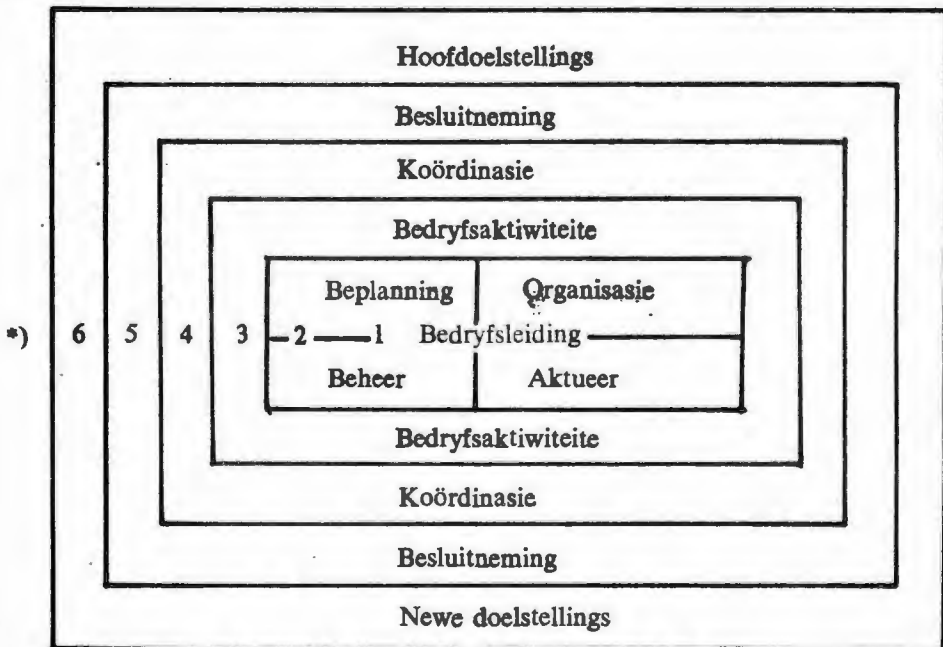 Hoofdoelstellings
Besluitneming
Koördinasie
Bedryfsaktiwiteite
Beplanning Organisasie
*) 6 5 4 3 2 1 Bedryfsleiding
Beheer Aktueer
Bedryfsaktiwiteite
Koördinasie
Besluitneming
Newe doelstellings